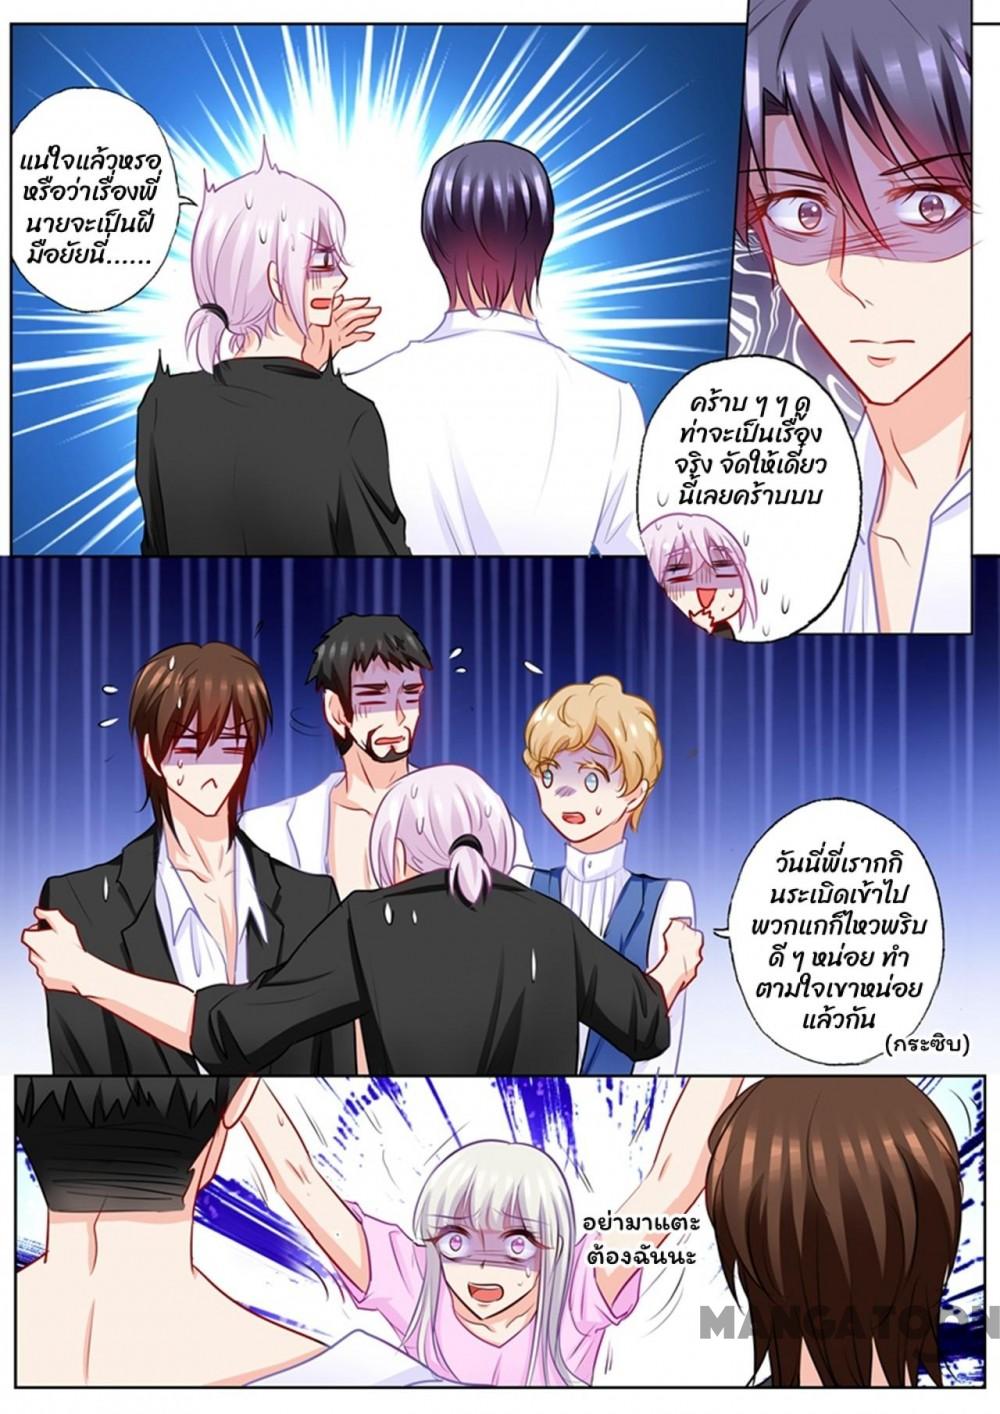 แน่ใจแล้วหรอ
หรือว่าเรื่องพี่
นายจะเป็นฝี
มือยัยนี่......
คร้าบ ๆ ๆ ดู
ท่าจะเป็นเรื่อง
จริง จัดให้เดี๋ยว
นี้เลยคร้าบบบ
วันนี่พี่เรากกิ
นระเบิดเข้าไป
พวกแกก็ไหวพริบ
ดี ๆ หน่อย ทำ
ตามใจเขาหน่อย
แล้วกัน
(กระซิบ)
อย่ามาแตะ
ต้องฉันนะ
MANGATOON